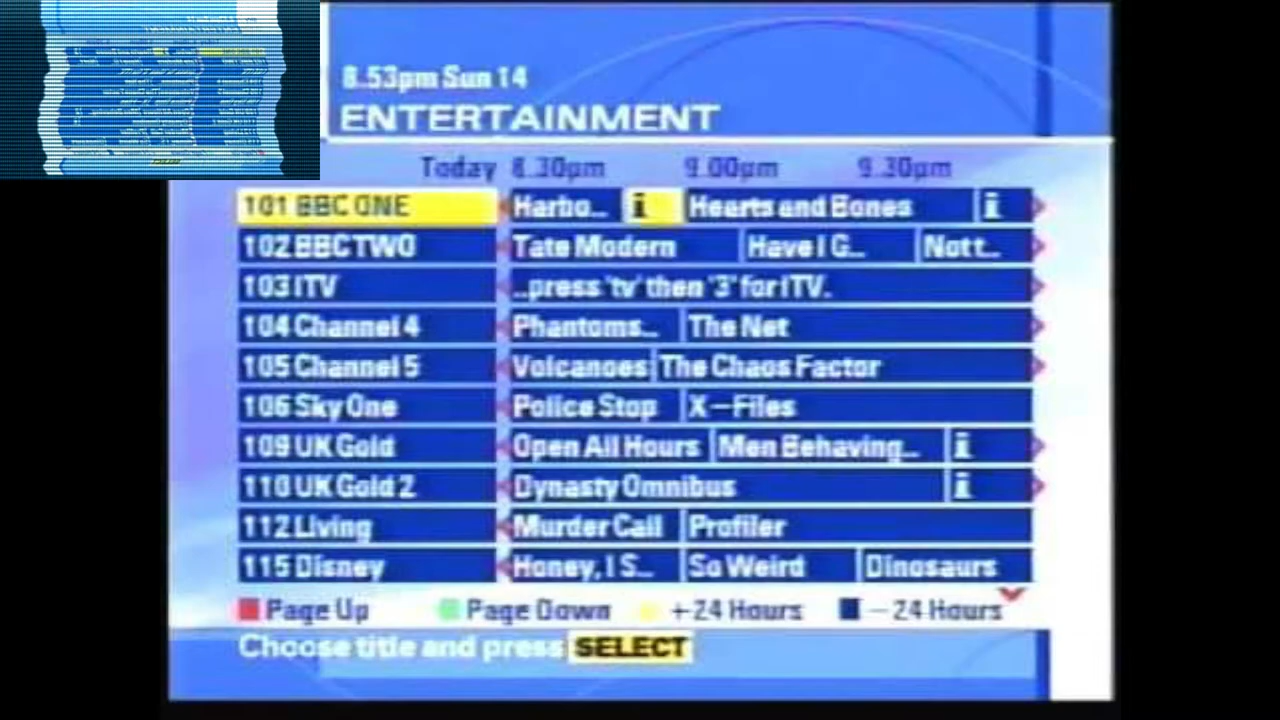 8.53pm Sun 14
ENTERTAINMENT
Today 8.30pm 9.00pm 9.30pm
101 BBC ONE Harbo... i Hearts and Bones i
102 BBC TWO Tate Modern Have I G... Nott...
103 ITV ...press 'tv' then '3' for ITV.
104 Channel 4 Phantoms... The Net
105 Channel 5 Volcanoes The Chaos Factor
106 Sky One Police Stop X-Files
109 UK Gold Open All Hours Men Behaving... i
110 UK Gold 2 Dynasty Omnibus i
112 Living Murder Call Profiler
115 Disney Honey, I S... So Weird Dinosaurs
Page Up Page Down +24 Hours -24 Hours
Choose title and press SELECT